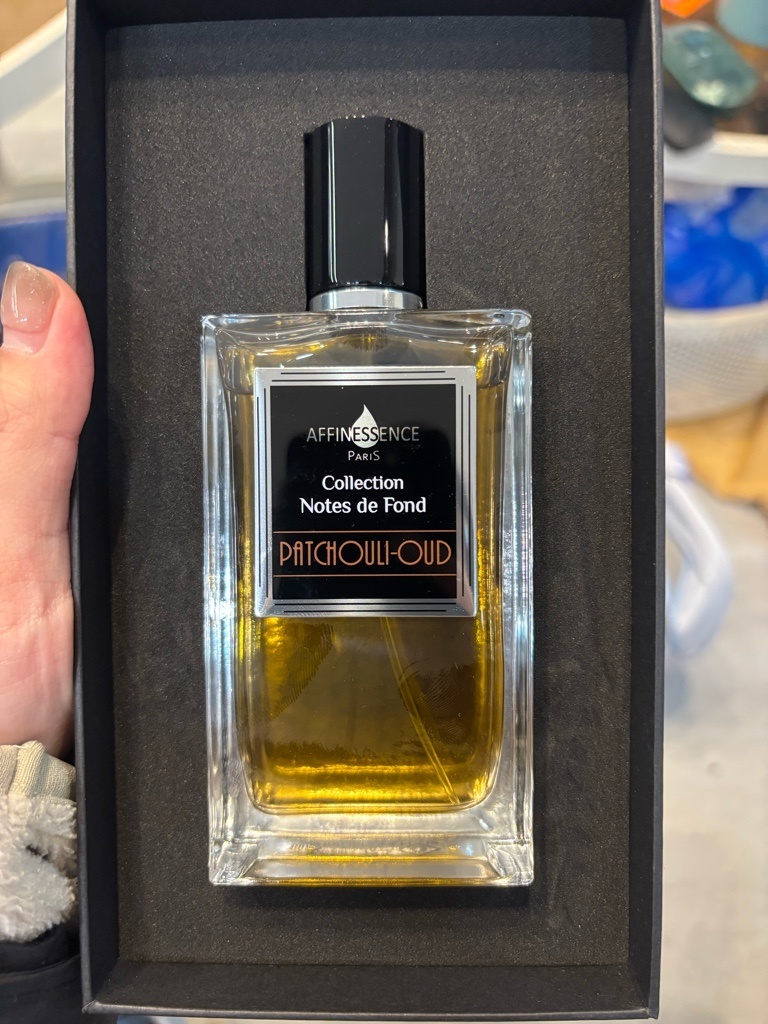 AFFINESSENCE
PARIS
Collection
Notes de Fond
PATCHOULI-OUD